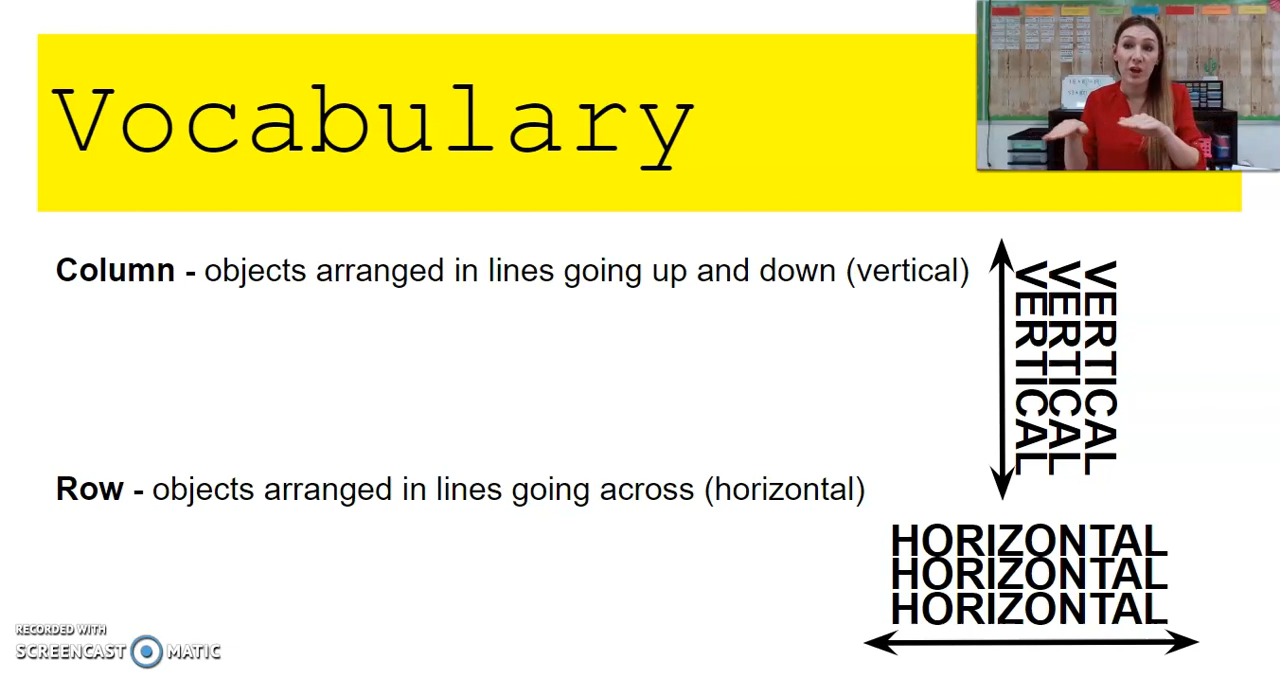 Vocabulary
Column - objects arranged in lines going up and down (vertical)
VERTICAL
VERTICAL
VERTICAL
Row - objects arranged in lines going across (horizontal)
HORIZONTAL
HORIZONTAL
HORIZONTAL
RECORDED WITH
SCREENCAST MATIC